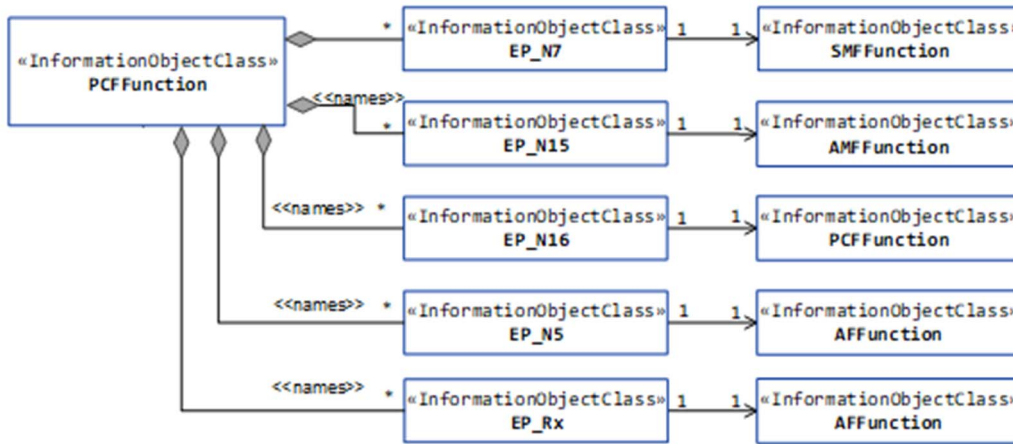 «InformationObjectClass»
PCFFunction
*
«InformationObjectClass»
EP_N7
1 1
«InformationObjectClass»
SMFFunction
<<names>>
*
«InformationObjectClass»
EP_N15
1 1
«InformationObjectClass»
AMFFunction
<<names>> *
«InformationObjectClass»
EP_N16
1 1
«InformationObjectClass»
PCFFunction
<<names>> *
«InformationObjectClass»
EP_N5
1 1
«InformationObjectClass»
AFFunction
<<names>> *
«InformationObjectClass»
EP_Rx
1 1
«InformationObjectClass»
AFFunction